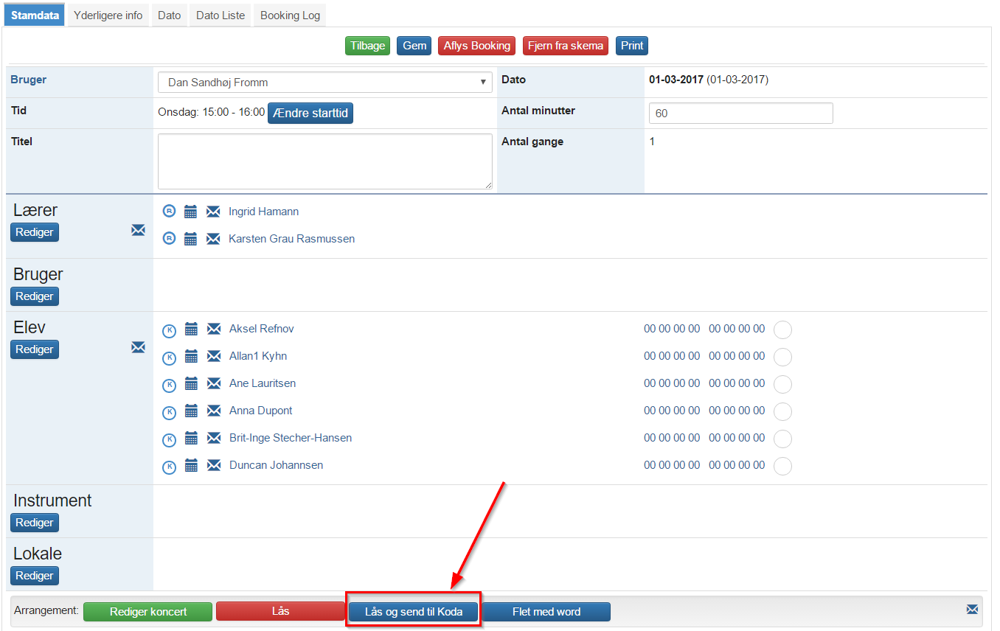 Stamdata Yderligere info Dato Dato Liste Booking Log
Tilbage Gem Aflys Booking Fjern fra skema Print
Bruger Dan Sandhøj Fromm Dato 01-03-2017 (01-03-2017)
Tid Onsdag: 15:00 - 16:00 Ændre starttid Antal minutter 60
Titel Antal gange 1
Lærer
Rediger
R Ingrid Hamann
R Karsten Grau Rasmussen
Bruger
Rediger
Elev
Rediger
K Aksel Refnov 00 00 00 00 00 00 00 00
K Allan1 Kyhn 00 00 00 00 00 00 00 00
K Ane Lauritsen 00 00 00 00 00 00 00 00
K Anna Dupont 00 00 00 00 00 00 00 00
K Brit-Inge Stecher-Hansen 00 00 00 00 00 00 00 00
K Duncan Johannsen 00 00 00 00 00 00 00 00
Instrument
Rediger
Lokale
Rediger
Arrangement: Rediger koncert Lås Lås og send til Koda Flet med word